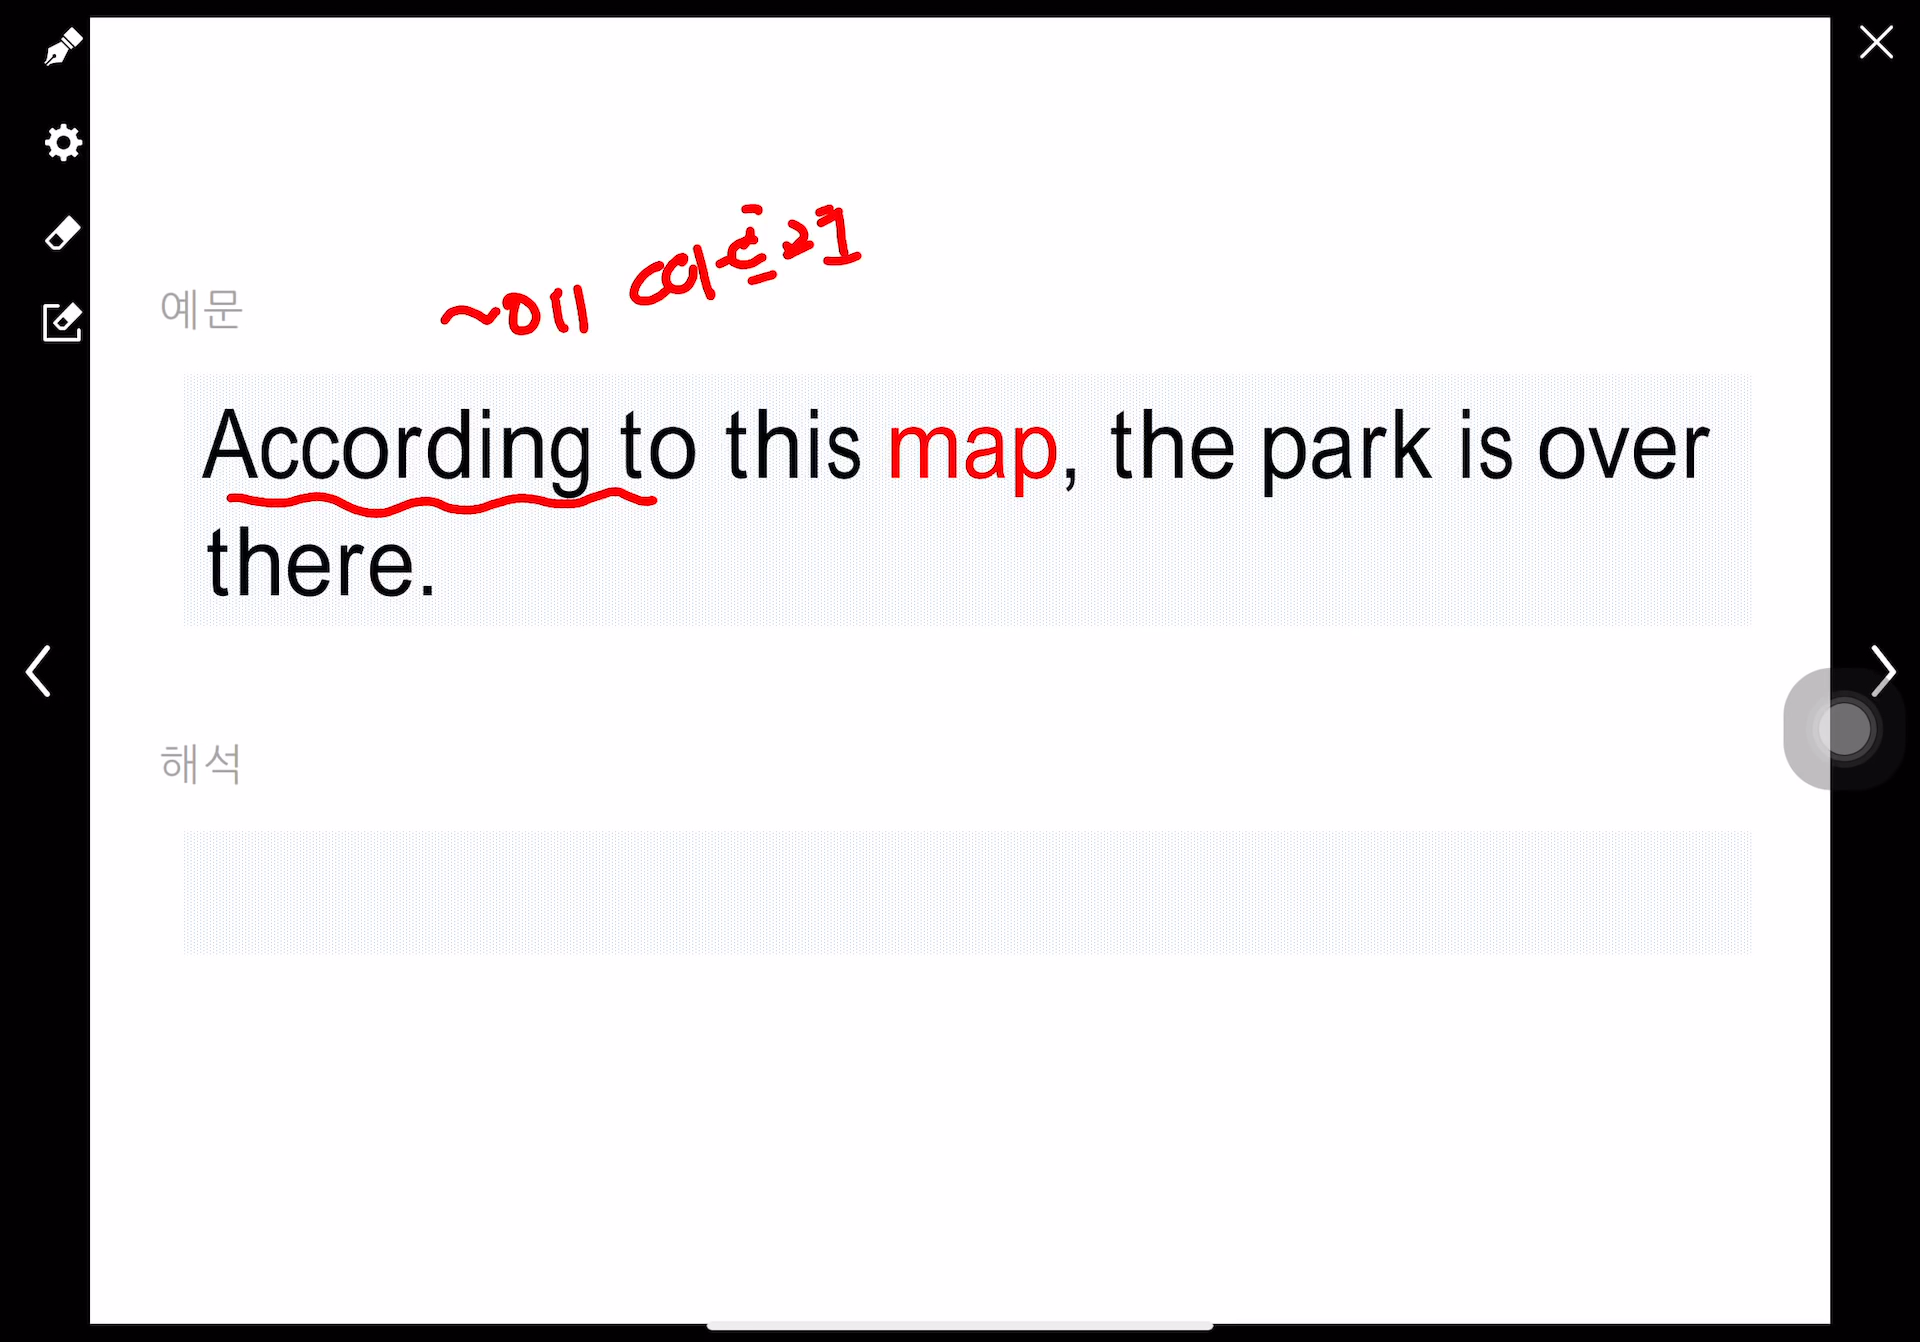 ~에 따르면
예문
According to this map, the park is over
there.
해석